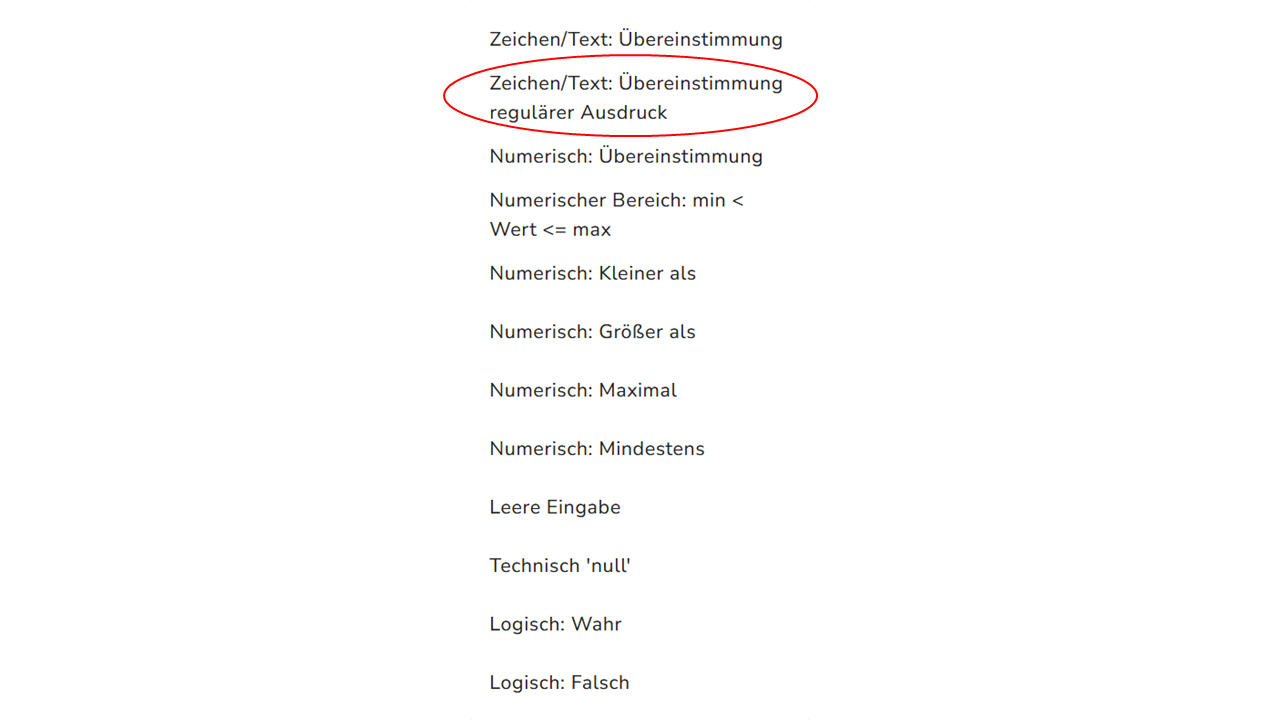 Zeichen/Text: Übereinstimmung
Zeichen/Text: Übereinstimmung
regulärer Ausdruck
Numerisch: Übereinstimmung
Numerischer Bereich: min <
Wert <= max
Numerisch: Kleiner als
Numerisch: Größer als
Numerisch: Maximal
Numerisch: Mindestens
Leere Eingabe
Technisch 'null'
Logisch: Wahr
Logisch: Falsch